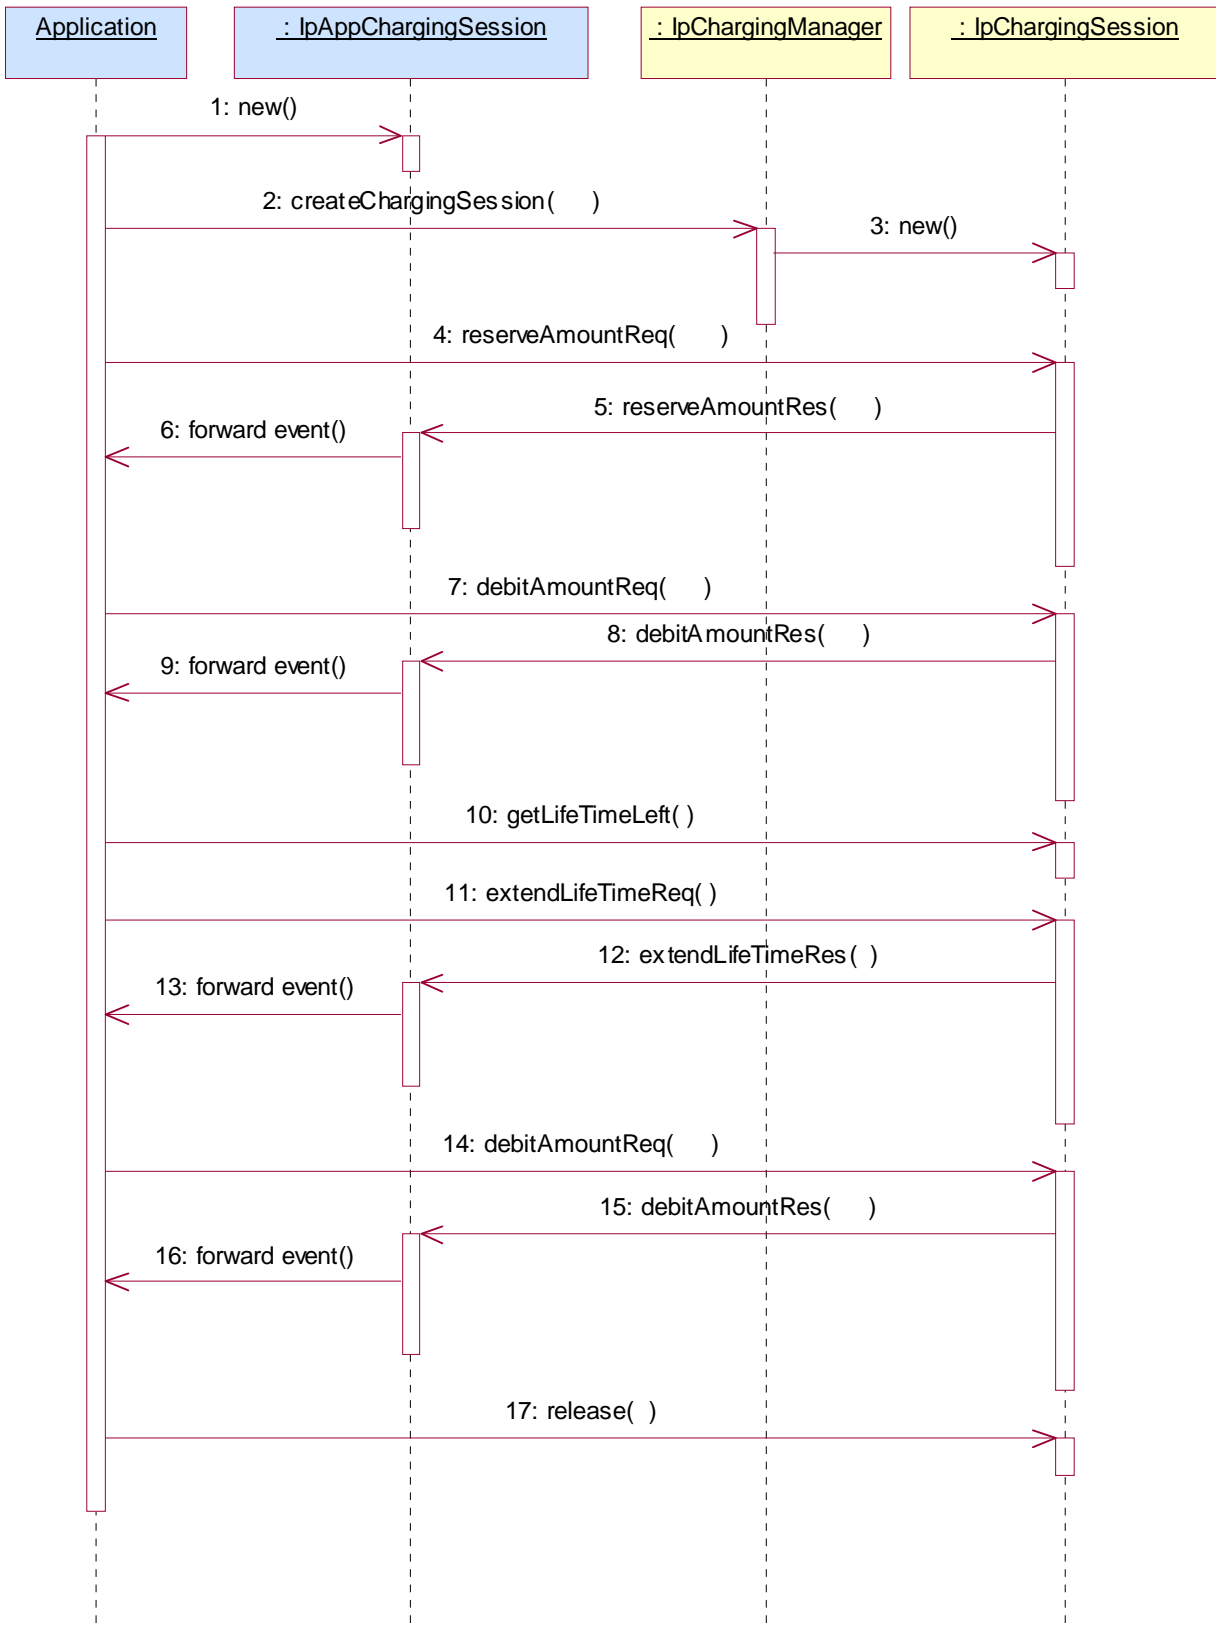 Application
: IpAppChargingSession
: IpChargingManager
: IpChargingSession
1: new()
2: createChargingSession( )
3: new()
4: reserveAmountReq( )
5: reserveAmountRes( )
6: forward event()
7: debitAmountReq( )
8: debitAmountRes( )
9: forward event()
10: getLifeTimeLeft( )
11: extendLifeTimeReq( )
12: extendLifeTimeRes( )
13: forward event()
14: debitAmountReq( )
15: debitAmountRes( )
16: forward event()
17: release( )